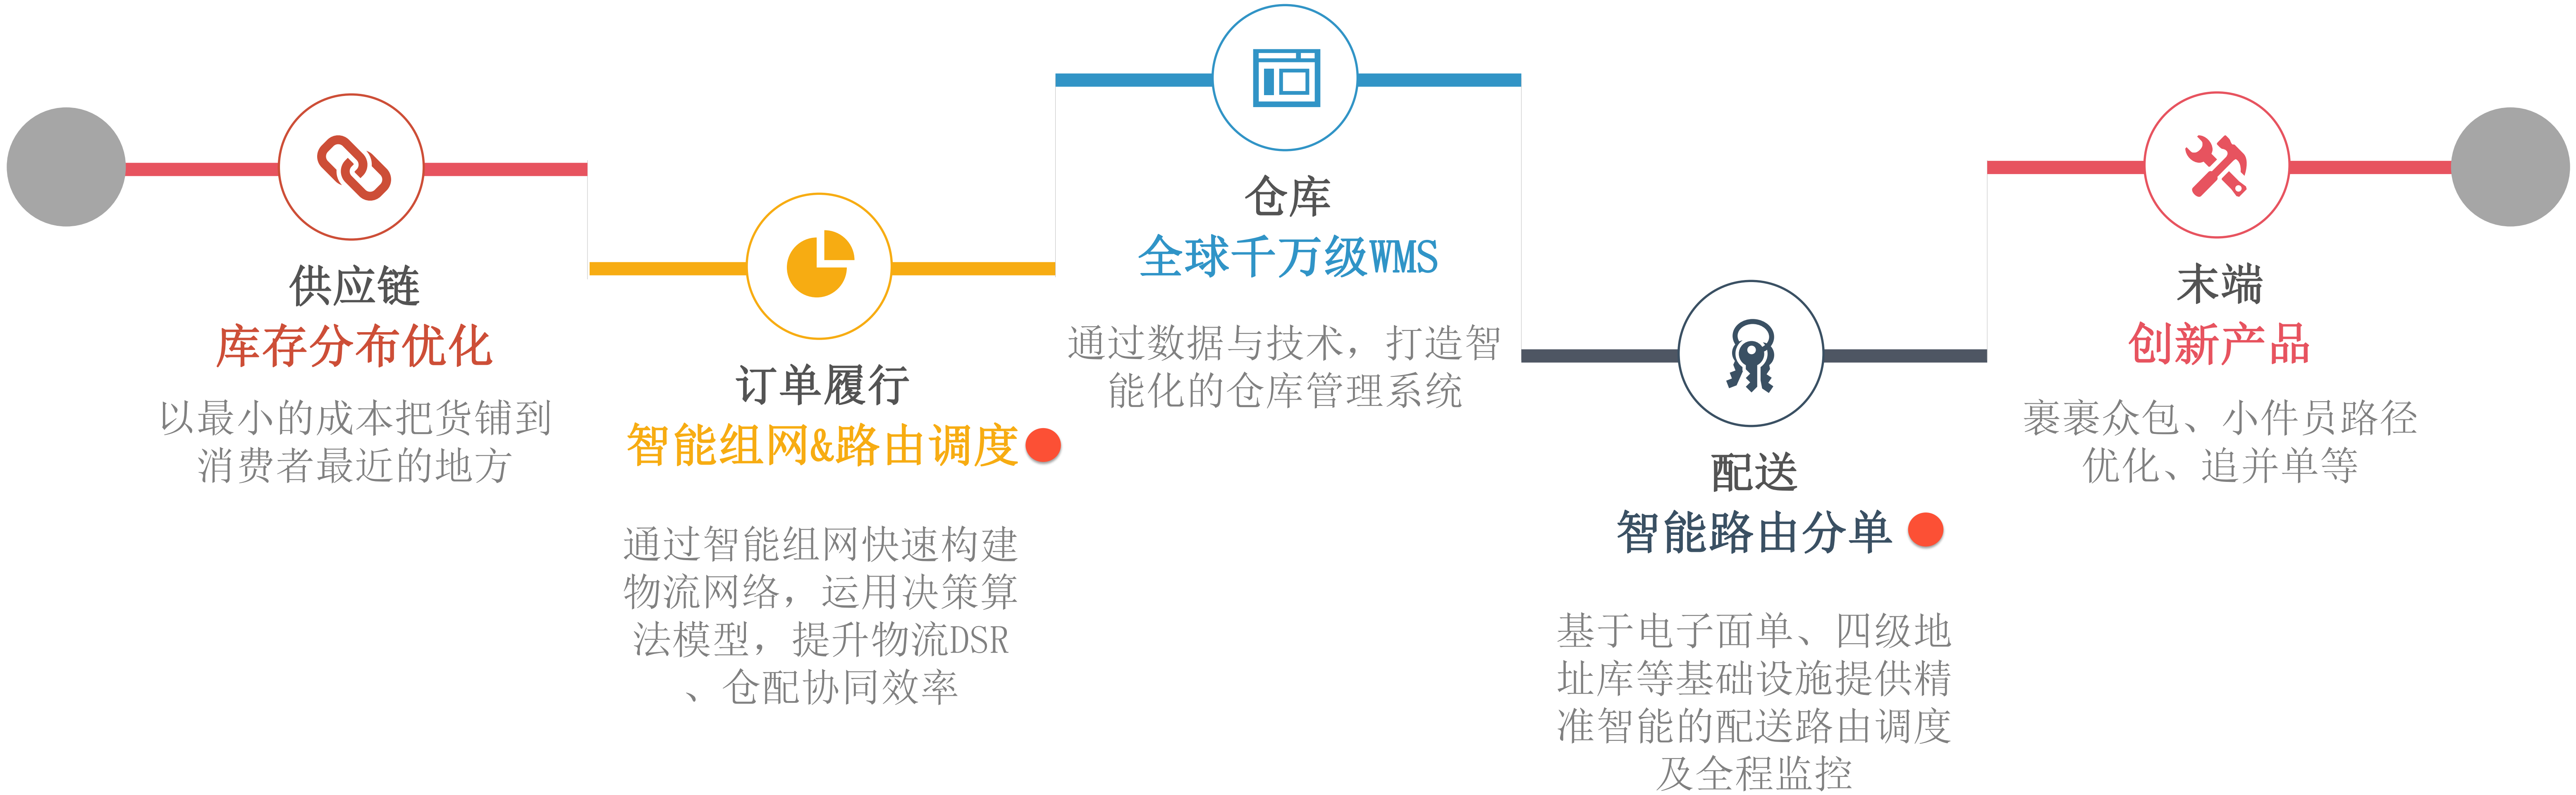 供应链
库存分布优化
以最小的成本把货铺到
消费者最近的地方
订单履行
智能组网&路由调度
通过智能组网快速构建
物流网络，运用决策算
法模型，提升物流DSR
、仓配协同效率
仓库
全球千万级WMS
通过数据与技术，打造智
能化的仓库管理系统
配送
智能路由分单
基于电子面单、四级地
址库等基础设施提供精
准智能的配送路由调度
及全程监控
末端
创新产品
裹裹众包、小件员路径
优化、追并单等